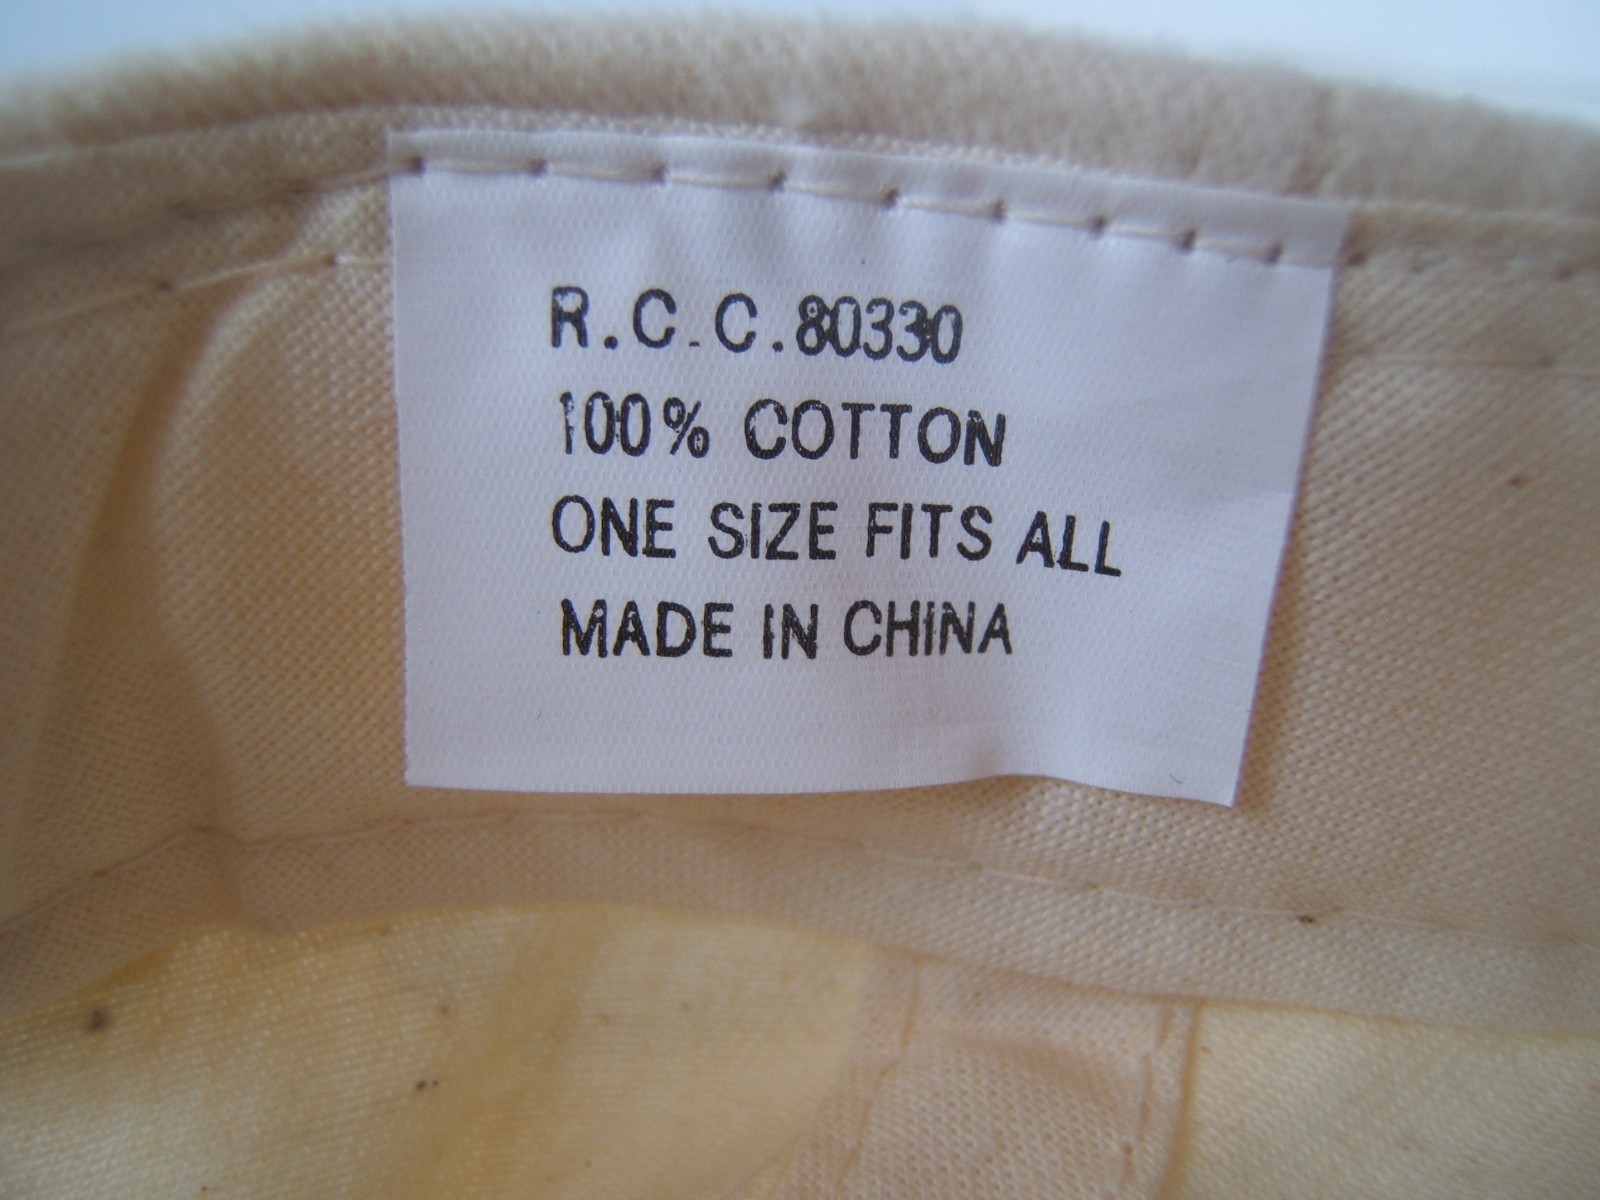 R.C.C.80330
100% COTTON
ONE SIZE FITS ALL
MADE IN CHINA